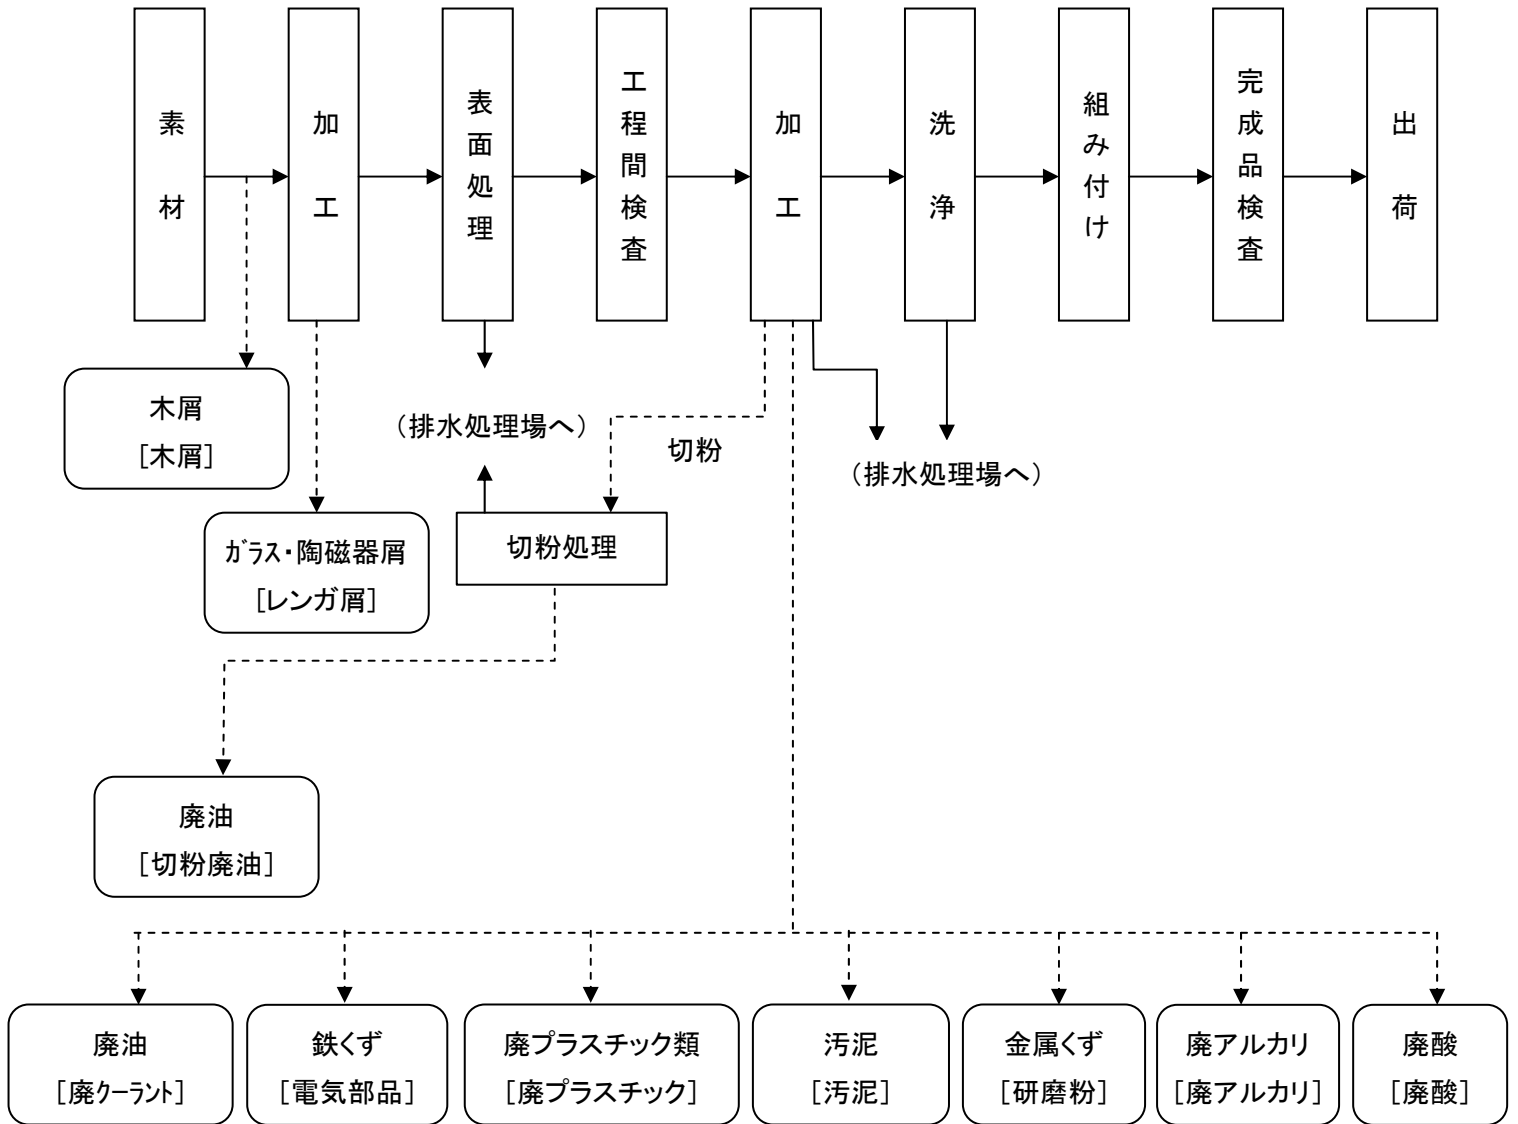 素材
加工
表面処理
工程間検査
加工
洗浄
組み付け
完成品検査
出荷
木屑
[木屑]
(排水処理場へ)
切粉
(排水処理場へ)
ｶﾞﾗｽ・陶磁器屑
[レンガ屑]
切粉処理
廃油
[切粉廃油]
廃油
[廃ｸｰﾗﾝﾄ]
鉄くず
[電気部品]
廃プラスチック類
[廃プラスチック]
汚泥
[汚泥]
金属くず
[研磨粉]
廃アルカリ
[廃アルカリ]
廃酸
[廃酸]